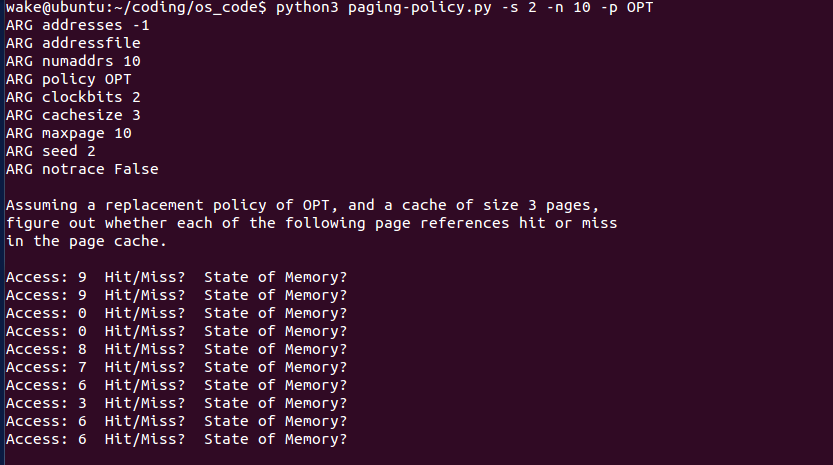 wake@ubuntu:~/coding/os_code$ python3 paging-policy.py -s 2 -n 10 -p OPT
ARG addresses -1
ARG addressfile
ARG numaddrs 10
ARG policy OPT
ARG clockbits 2
ARG cachesize 3
ARG maxpage 10
ARG seed 2
ARG notrace False

Assuming a replacement policy of OPT, and a cache of size 3 pages,
figure out whether each of the following page references hit or miss
in the page cache.

Access: 9  Hit/Miss?  State of Memory?
Access: 9  Hit/Miss?  State of Memory?
Access: 0  Hit/Miss?  State of Memory?
Access: 0  Hit/Miss?  State of Memory?
Access: 8  Hit/Miss?  State of Memory?
Access: 7  Hit/Miss?  State of Memory?
Access: 6  Hit/Miss?  State of Memory?
Access: 3  Hit/Miss?  State of Memory?
Access: 6  Hit/Miss?  State of Memory?
Access: 6  Hit/Miss?  State of Memory?